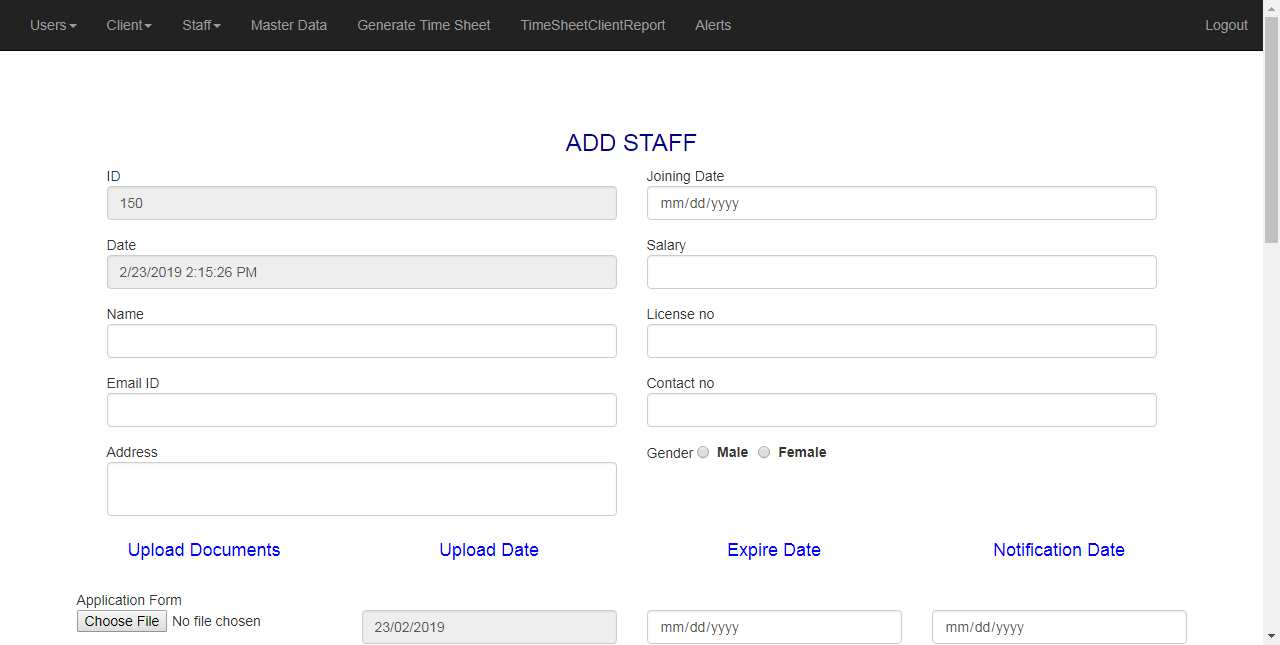 Users Client Staff Master Data Generate Time Sheet TimeSheetClientReport Alerts Logout
ADD STAFF
ID Joining Date
150 mm/dd/yyyy
Date Salary
2/23/2019 2:15:26 PM
Name License no
Email ID Contact no
Address Gender Male Female
Upload Documents Upload Date Expire Date Notification Date
Application Form
Choose File No file chosen 23/02/2019 mm/dd/yyyy mm/dd/yyyy